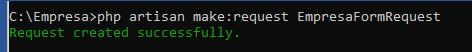 C:\Empresa>php artisan make:request EmpresaFormRequest
Request created successfully.